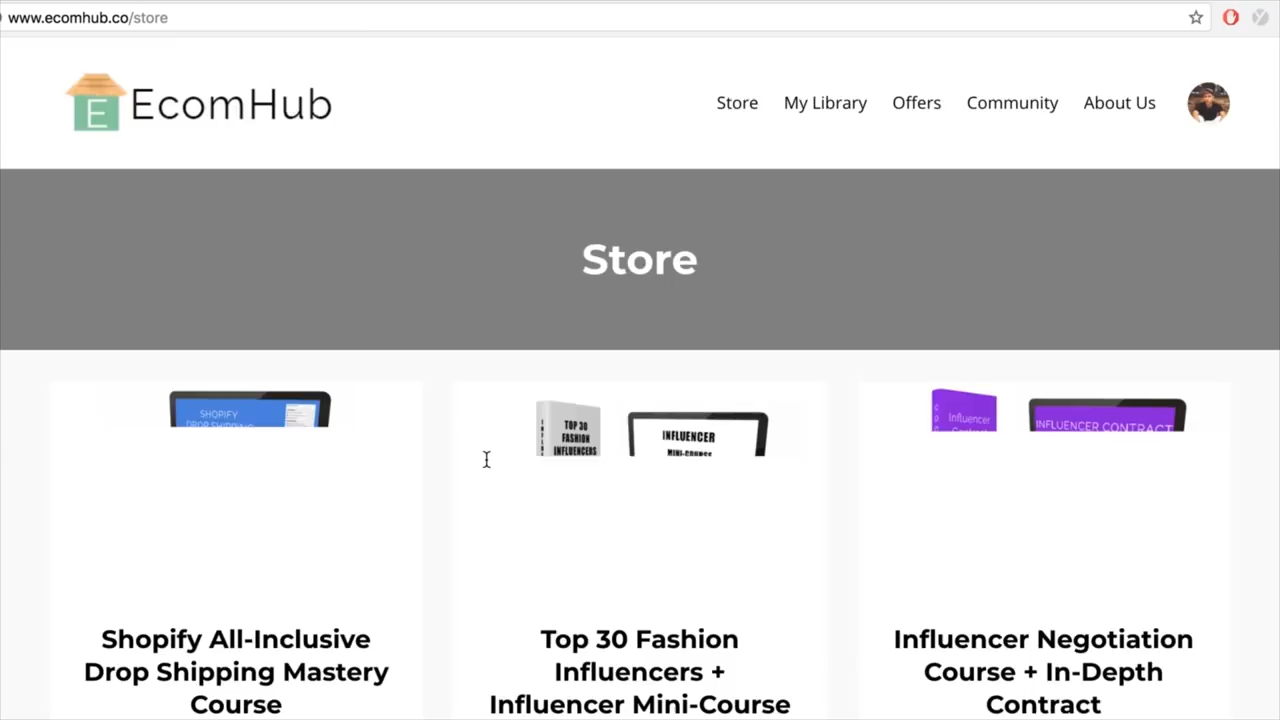 www.ecomhub.co/store
E EcomHub
Store My Library Offers Community About Us
Store
SHOPIFY
DROP SHIPPING
TOP 30
FASHION
INFLUENCERS
INFLUENCER
MINI-COURSE
Influencer
INFLUENCER CONTRACT
Shopify All-Inclusive
Drop Shipping Mastery
Course
Top 30 Fashion
Influencers +
Influencer Mini-Course
Influencer Negotiation
Course + In-Depth
Contract